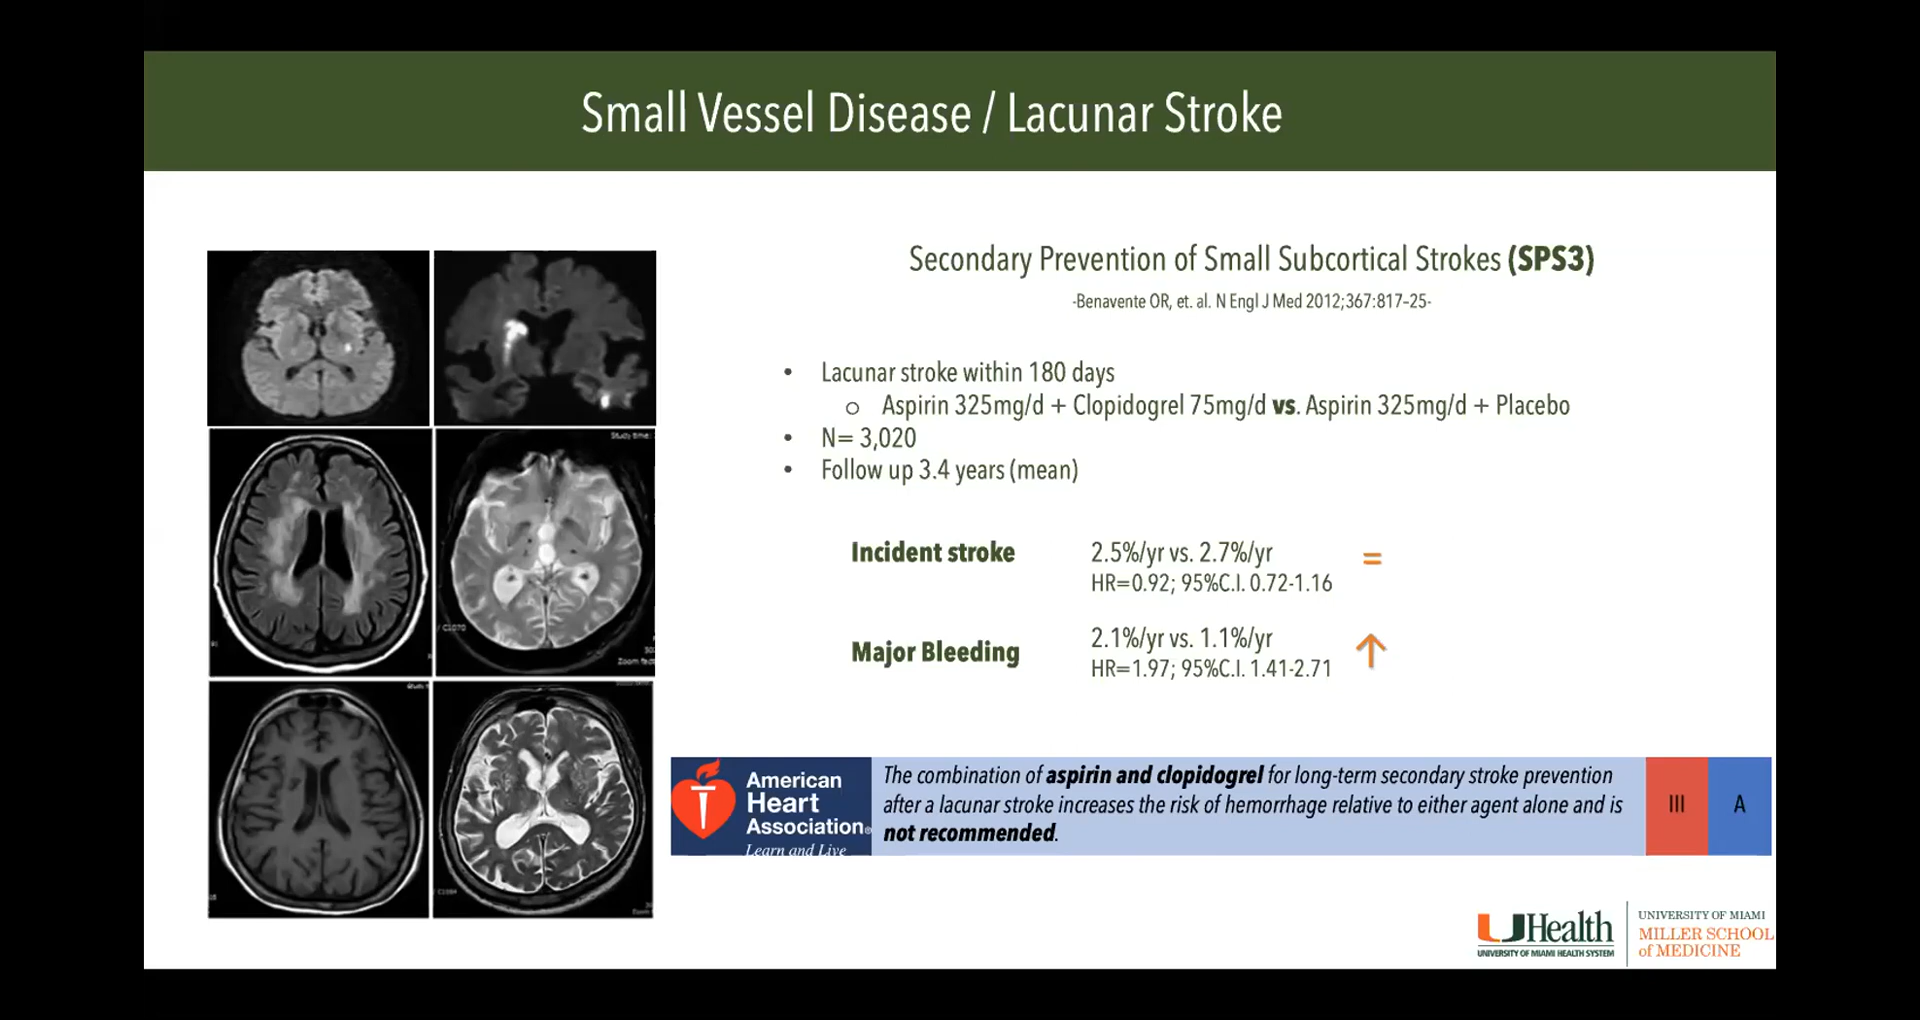 Small Vessel Disease / Lacunar Stroke
Secondary Prevention of Small Subcortical Strokes (SPS3)
-Benavente OR, et. al. N Engl J Med 2012;367:817–25-
• Lacunar stroke within 180 days
o Aspirin 325mg/d + Clopidogrel 75mg/d vs. Aspirin 325mg/d + Placebo
• N= 3,020
• Follow up 3.4 years (mean)
Incident stroke
2.5%/yr vs. 2.7%/yr
=
HR=0.92; 95%C.I. 0.72-1.16
Major Bleeding
2.1%/yr vs. 1.1%/yr
↑
HR=1.97; 95%C.I. 1.41-2.71
Study time:
/ C1070
Zoom fact
American
Heart
Association®
Learn and Live
The combination of aspirin and clopidogrel for long-term secondary stroke prevention
after a lacunar stroke increases the risk of hemorrhage relative to either agent alone and is
not recommended.
III
A
UHealth
UNIVERSITY OF MIAMI HEALTH SYSTEM
UNIVERSITY OF MIAMI
MILLER SCHOOL
of MEDICINE